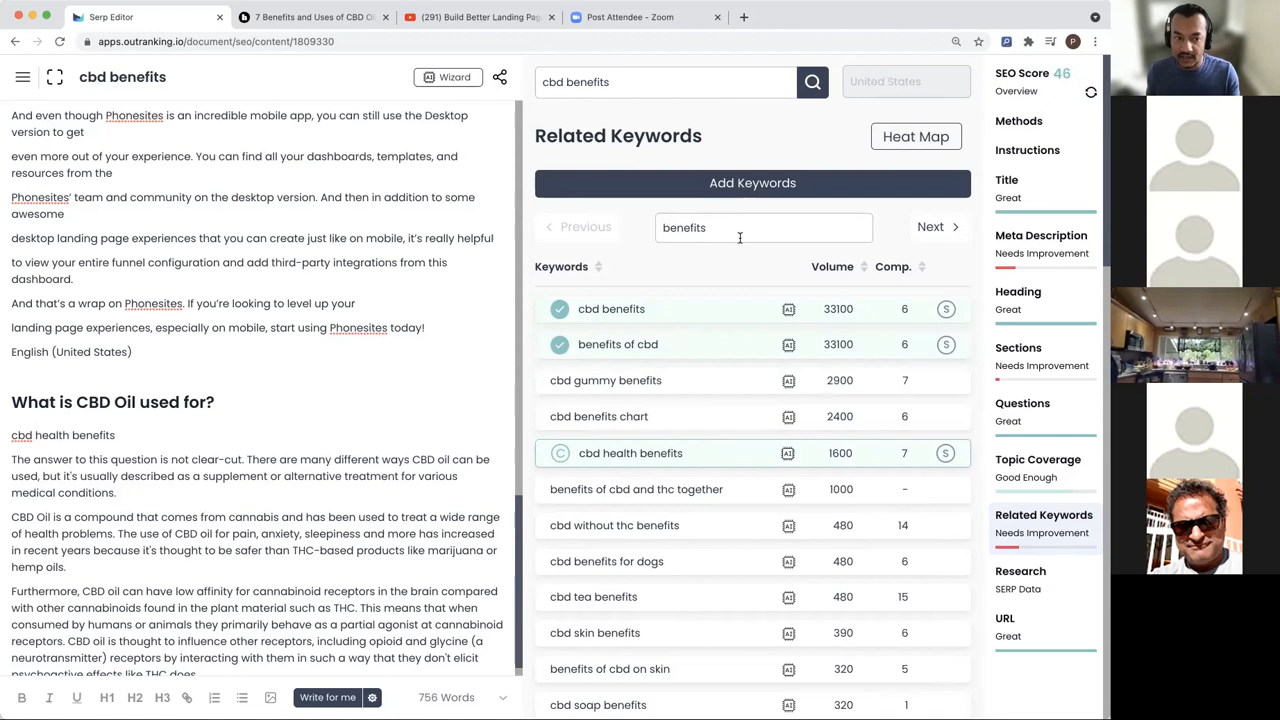 Serp Editor
7 Benefits and Uses of CBD O
(291) Build Better Landing Pag
Post Attendee - Zoom
apps.outranking.io/document/seo/content/1809330
P
cbd benefits
AI Wizard
And even though Phonesites is an incredible mobile app, you can still use the Desktop
version to get
even more out of your experience. You can find all your dashboards, templates, and
resources from the
Phonesites' team and community on the desktop version. And then in addition to some
awesome
desktop landing page experiences that you can create just like on mobile, it's really helpful
to view your entire funnel configuration and add third-party integrations from this
dashboard.
And that's a wrap on Phonesites. If you're looking to level up your
landing page experiences, especially on mobile, start using Phonesites today!
English (United States)
What is CBD Oil used for?
cbd health benefits
The answer to this question is not clear-cut. There are many different ways CBD oil can be
used, but it's usually described as a supplement or alternative treatment for various
medical conditions.
CBD Oil is a compound that comes from cannabis and has been used to treat a wide range
of health problems. The use of CBD oil for pain, anxiety, sleepiness and more has increased
in recent years because it's thought to be safer than THC-based products like marijuana or
hemp oils.
Furthermore, CBD oil can have low affinity for cannabinoid receptors in the brain compared
with other cannabinoids found in the plant material such as THC. This means that when
consumed by humans or animals they primarily behave as a partial agonist at cannabinoid
receptors. CBD oil is thought to influence other receptors, including opioid and glycine (a
neurotransmitter) receptors by interacting with them in such a way that they don't elicit
psychoactive effects like THC does.
B I U H1 H2 H3 Write for me 756 Words
cbd benefits
United States
Related Keywords
Heat Map
Add Keywords
Previous
benefits
Next
Keywords Volume Comp.
cbd benefits AI 33100 6 S
benefits of cbd AI 33100 6 S
cbd gummy benefits AI 2900 7
cbd benefits chart AI 2400 6
C cbd health benefits AI 1600 7 S
benefits of cbd and thc together AI 1000 -
cbd without thc benefits AI 480 14
cbd benefits for dogs AI 480 6
cbd tea benefits AI 480 15
cbd skin benefits AI 390 6
benefits of cbd on skin AI 320 5
cbd soap benefits AI 320 1
SEO Score 46
Overview
Methods
Instructions
Title
Great
Meta Description
Needs Improvement
Heading
Great
Sections
Needs Improvement
Questions
Great
Topic Coverage
Good Enough
Related Keywords
Needs Improvement
Research
SERP Data
URL
Great